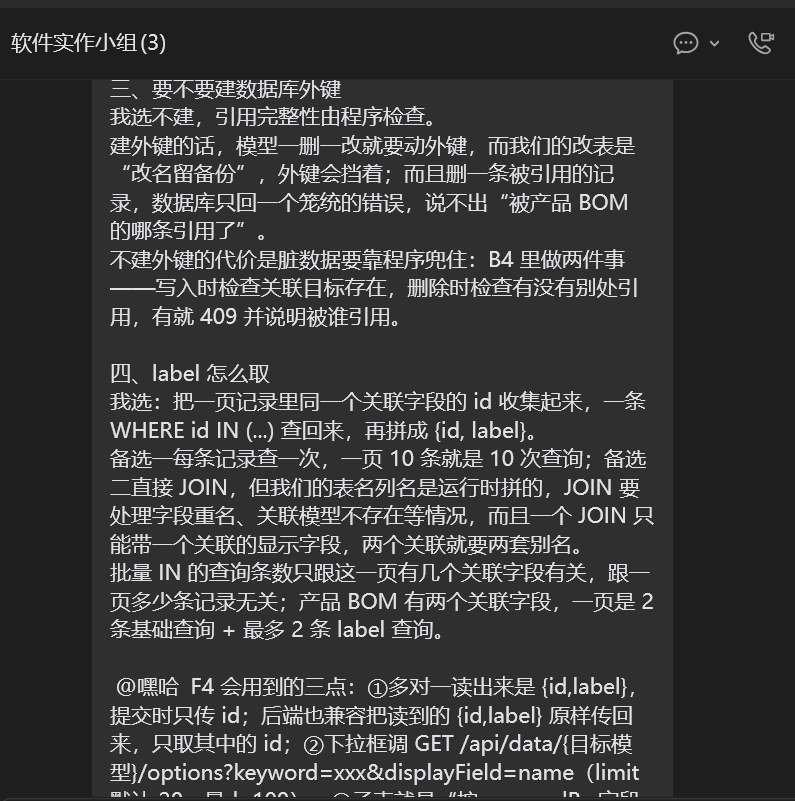 软件实作小组(3)
三、要不要建数据库外键
我选不建，引用完整性由程序检查。
建外键的话，模型一删一改就要动外键，而我们的改表是
“改名留备份”，外键会挡着；而且删一条被引用的记
录，数据库只回一个笼统的错误，说不出“被产品 BOM
的哪条引用了”。
不建外键的代价是脏数据要靠程序兜住：B4 里做两件事
——写入时检查关联目标存在，删除时检查有没有别处引
用，有就 409 并说明被谁引用。
四、label 怎么取
我选：把一页记录里同一个关联字段的 id 收集起来，一条
WHERE id IN (...) 查回来，再拼成 {id, label}。
备选一每条记录查一次，一页 10 条就是 10 次查询；备选
二直接 JOIN，但我们的表名列名是运行时拼的，JOIN 要
处理字段重名、关联模型不存在等情况，而且一个 JOIN 只
能带一个关联的显示字段，两个关联就要两套别名。
批量 IN 的查询条数只跟这一页有几个关联字段有关，跟一
页多少条记录无关；产品 BOM 有两个关联字段，一页是 2
条基础查询 + 最多 2 条 label 查询。
@嘿哈 F4 会用到的三点：①多对一读出来是 {id,label}，
提交时只传 id；后端也兼容把读到的 {id,label} 原样传回
来，只取其中的 id；②下拉框调 GET /api/data/{目标模
型}/options?keyword=xxx&displayField=name（limit